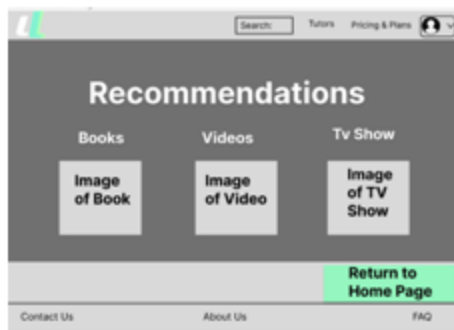 Search: Tutors Pricing & Plans
Recommendations
Books Videos Tv Show
Image of Book
Image of Video
Image of TV Show
Return to
Home Page
Contact Us About Us FAQ